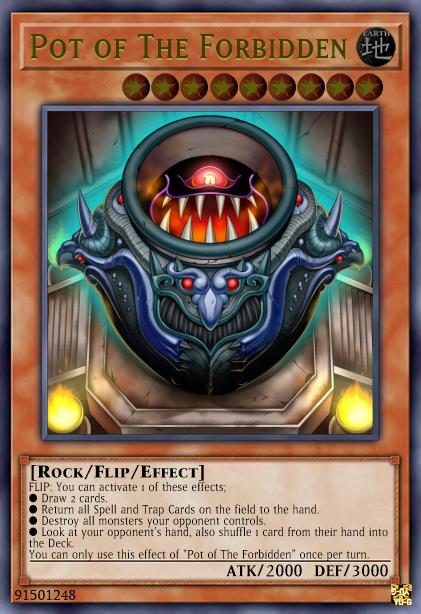 Pot of The Forbidden
EARTH
地
[Rock/Flip/Effect]
FLIP: You can activate 1 of these effects;
● Draw 2 cards.
● Return all Spell and Trap Cards on the field to the hand.
● Destroy all monsters your opponent controls.
● Look at your opponent's hand, also shuffle 1 card from their hand into
the Deck.
You can only use this effect of "Pot of The Forbidden" once per turn.
ATK/2000 DEF/3000
91501248